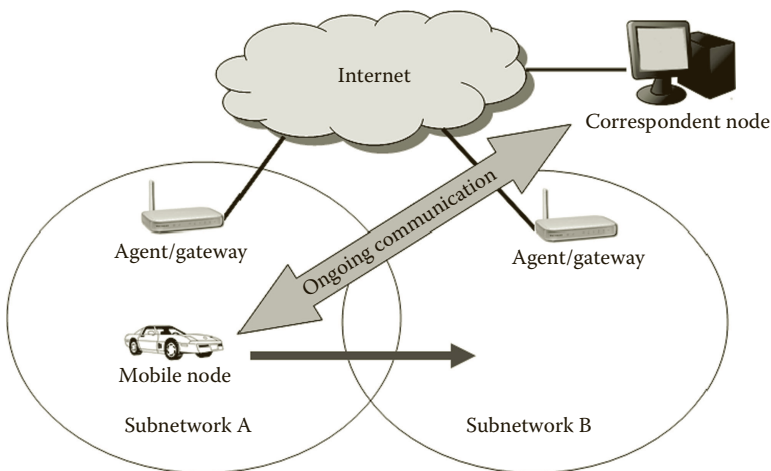 Internet
Correspondent node
Ongoing communication
Agent/gateway
Agent/gateway
Mobile node
Subnetwork A
Subnetwork B